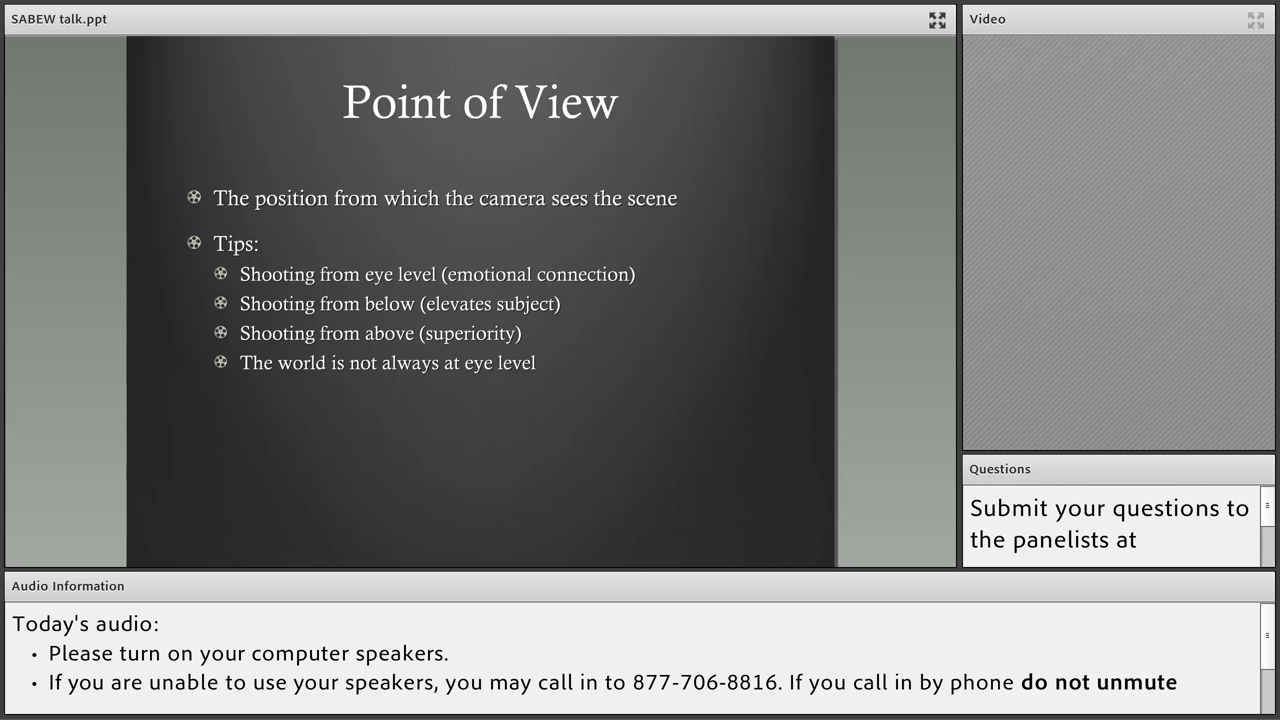 SABEW talk.ppt
Point of View
The position from which the camera sees the scene
Tips:
Shooting from eye level (emotional connection)
Shooting from below (elevates subject)
Shooting from above (superiority)
The world is not always at eye level
Video
Questions
Submit your questions to
the panelists at
Audio Information
Today's audio:
• Please turn on your computer speakers.
• If you are unable to use your speakers, you may call in to 877-706-8816. If you call in by phone do not unmute